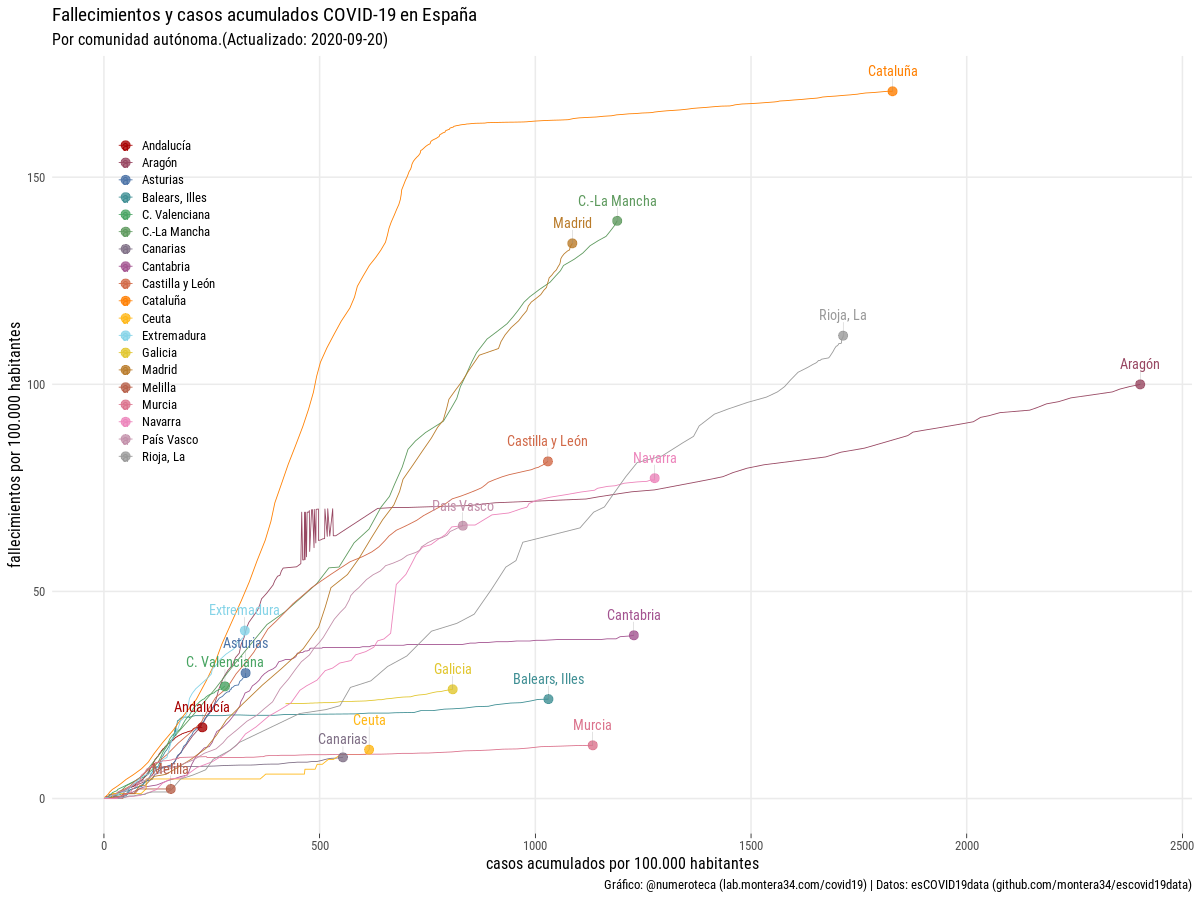 Fallecimientos y casos acumulados COVID-19 en España
Por comunidad autónoma.(Actualizado: 2020-09-20)
Cataluña
C.-La Mancha
Madrid
Rioja, La
Aragón
Castilla y León
Navarra
País Vasco
Extremadura
Asturias
C. Valenciana
Andalucía
Cantabria
Galicia
Balears, Illes
Ceuta
Murcia
Canarias
Melilla
Andalucía
Aragón
Asturias
Balears, Illes
C. Valenciana
C.-La Mancha
Canarias
Cantabria
Castilla y León
Cataluña
Ceuta
Extremadura
Galicia
Madrid
Melilla
Murcia
Navarra
País Vasco
Rioja, La
fallecimientos por 100.000 habitantes
150
100
50
0
0 500 1000 1500 2000 2500
casos acumulados por 100.000 habitantes
Gráfico: @numeroteca (lab.montera34.com/covid19) | Datos: esCOVID19data (github.com/montera34/escovid19data)